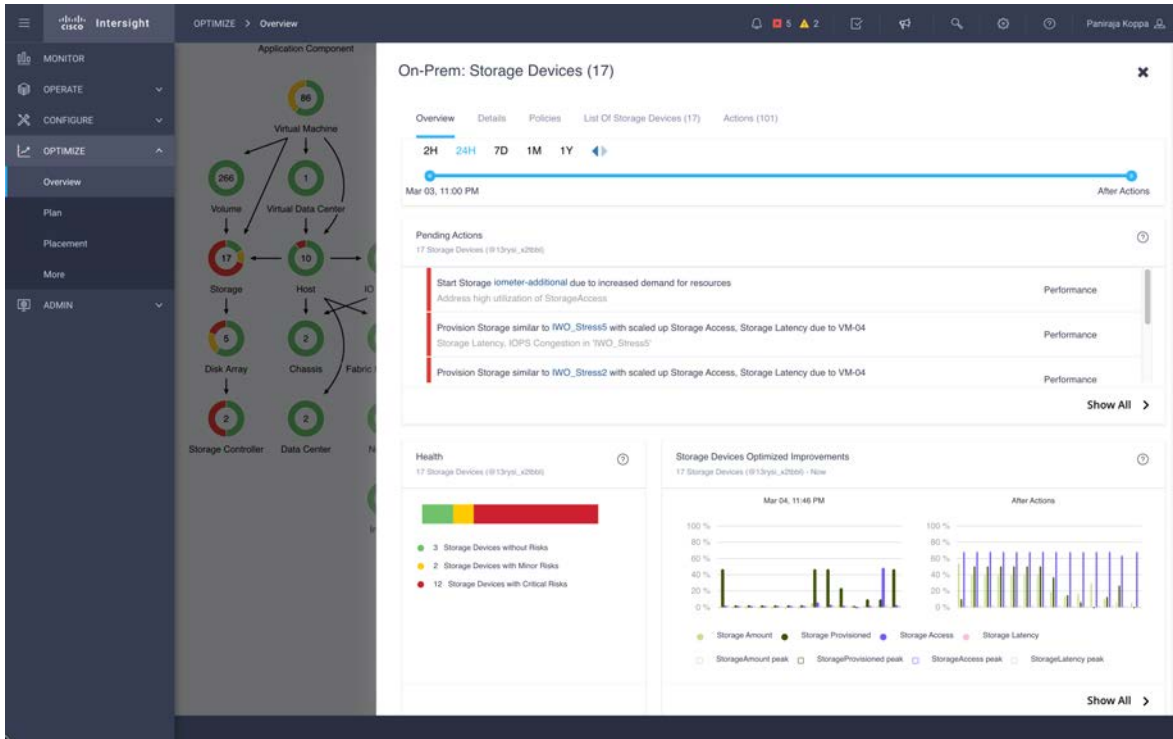 cisco Intersight
OPTIMIZE > Overview
5
2
Paniraja Koppa
MONITOR
OPERATE
CONFIGURE
OPTIMIZE
Overview
Plan
Placement
More
ADMIN
Application Component
86
Virtual Machine
266
1
Volume
Virtual Data Center
17
10
Storage
Host
IO
5
2
Disk Array
Chassis
Fabric
2
2
Storage Controller
Data Center
On-Prem: Storage Devices (17)
Overview
Details
Policies
List Of Storage Devices (17)
Actions (101)
2H
24H
7D
1M
1Y
Mar 03, 11:00 PM
After Actions
Pending Actions
17 Storage Devices
Start Storage iometer-additional due to increased demand for resources
Address high utilization of StorageAccess
Performance
Provision Storage similar to IWO_Stress5 with scaled up Storage Access, Storage Latency due to VM-04
Storage Latency, IOPS Congestion in 'IWO_Stress5'
Performance
Provision Storage similar to IWO_Stress2 with scaled up Storage Access, Storage Latency due to VM-04
Performance
Show All
Health
17 Storage Devices
3 Storage Devices without Risks
2 Storage Devices with Minor Risks
12 Storage Devices with Critical Risks
Storage Devices Optimized Improvements
17 Storage Devices - Now
Mar 04, 11:46 PM
After Actions
100 %
80 %
60 %
40 %
20 %
0 %
100 %
80 %
60 %
40 %
20 %
0 %
Storage Amount
Storage Provisioned
Storage Access
Storage Latency
StorageAmount peak
StorageProvisioned peak
StorageAccess peak
StorageLatency peak
Show All